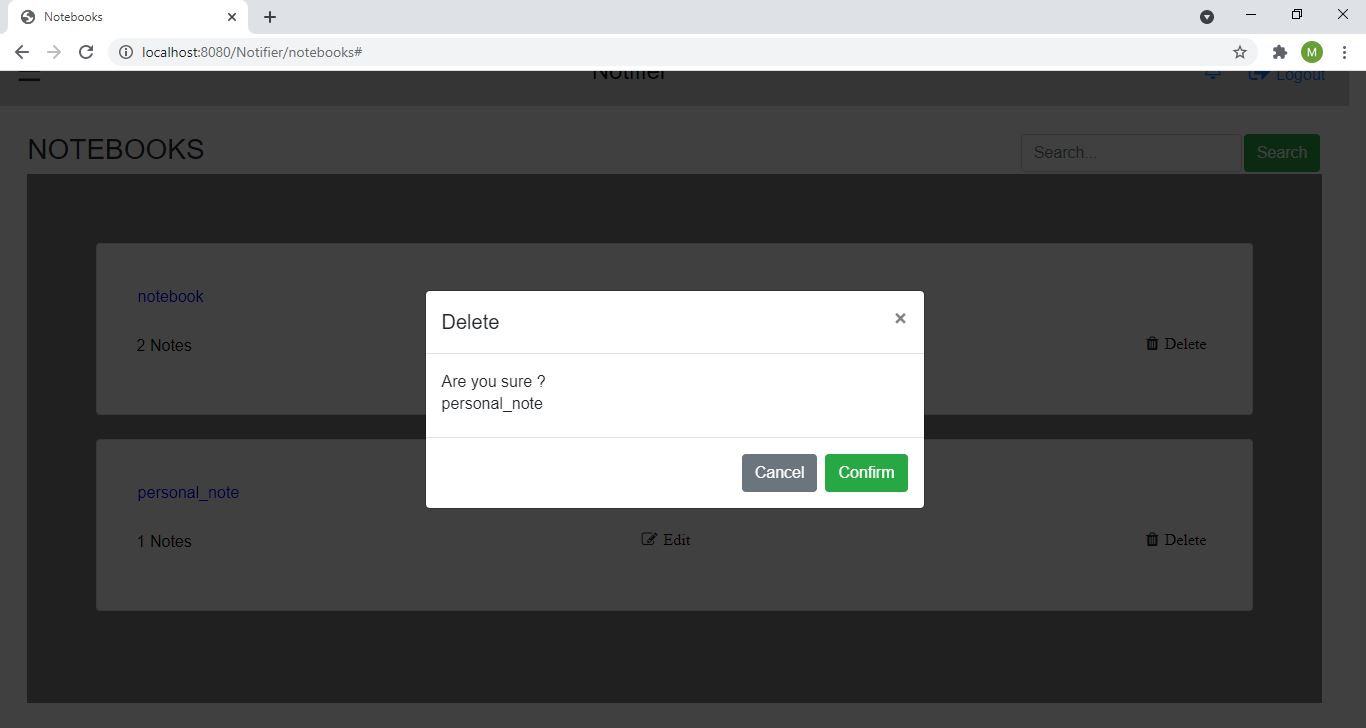 Notebooks
localhost:8080/Notifier/notebooks#
M
Notifier
Logout
NOTEBOOKS
Search...
Search
notebook
2 Notes
Delete
Delete
×
Are you sure ?
personal_note
Cancel
Confirm
personal_note
1 Notes
Edit
Delete